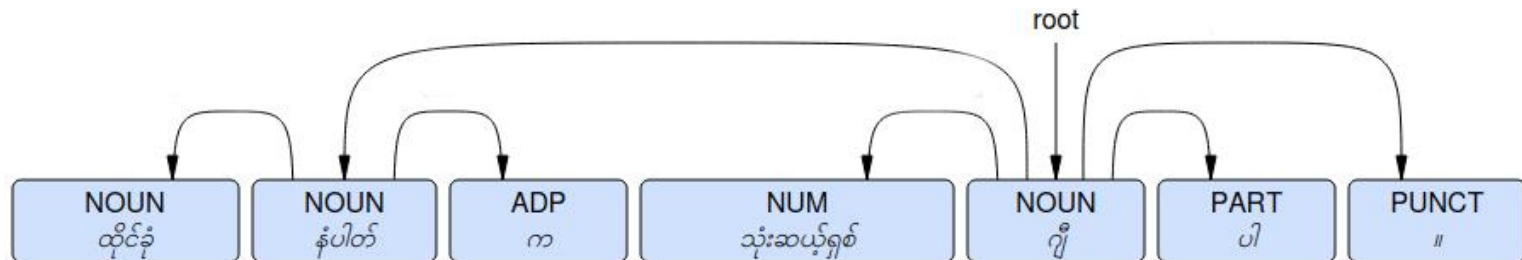 root
NOUN NOUN ADP NUM NOUN PART PUNCT
ထိုင်ခုံ နံပါတ် က သုံးဆယ့်ရှစ် ဂျီ ပါ ။